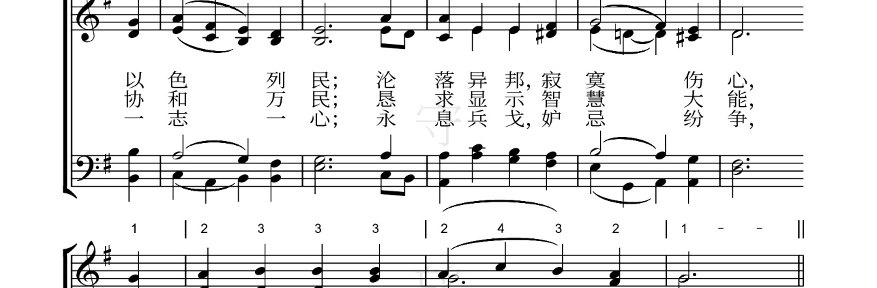 以色 列民；沦 落异邦，寂寞 伤心，
协和 万民；恳 求显示智慧 大能，
一志 一心；永 息兵戈，妒忌 纷争，
守
1 | 2 3 3 3 | 2 4 3 2 | 1 - - ||